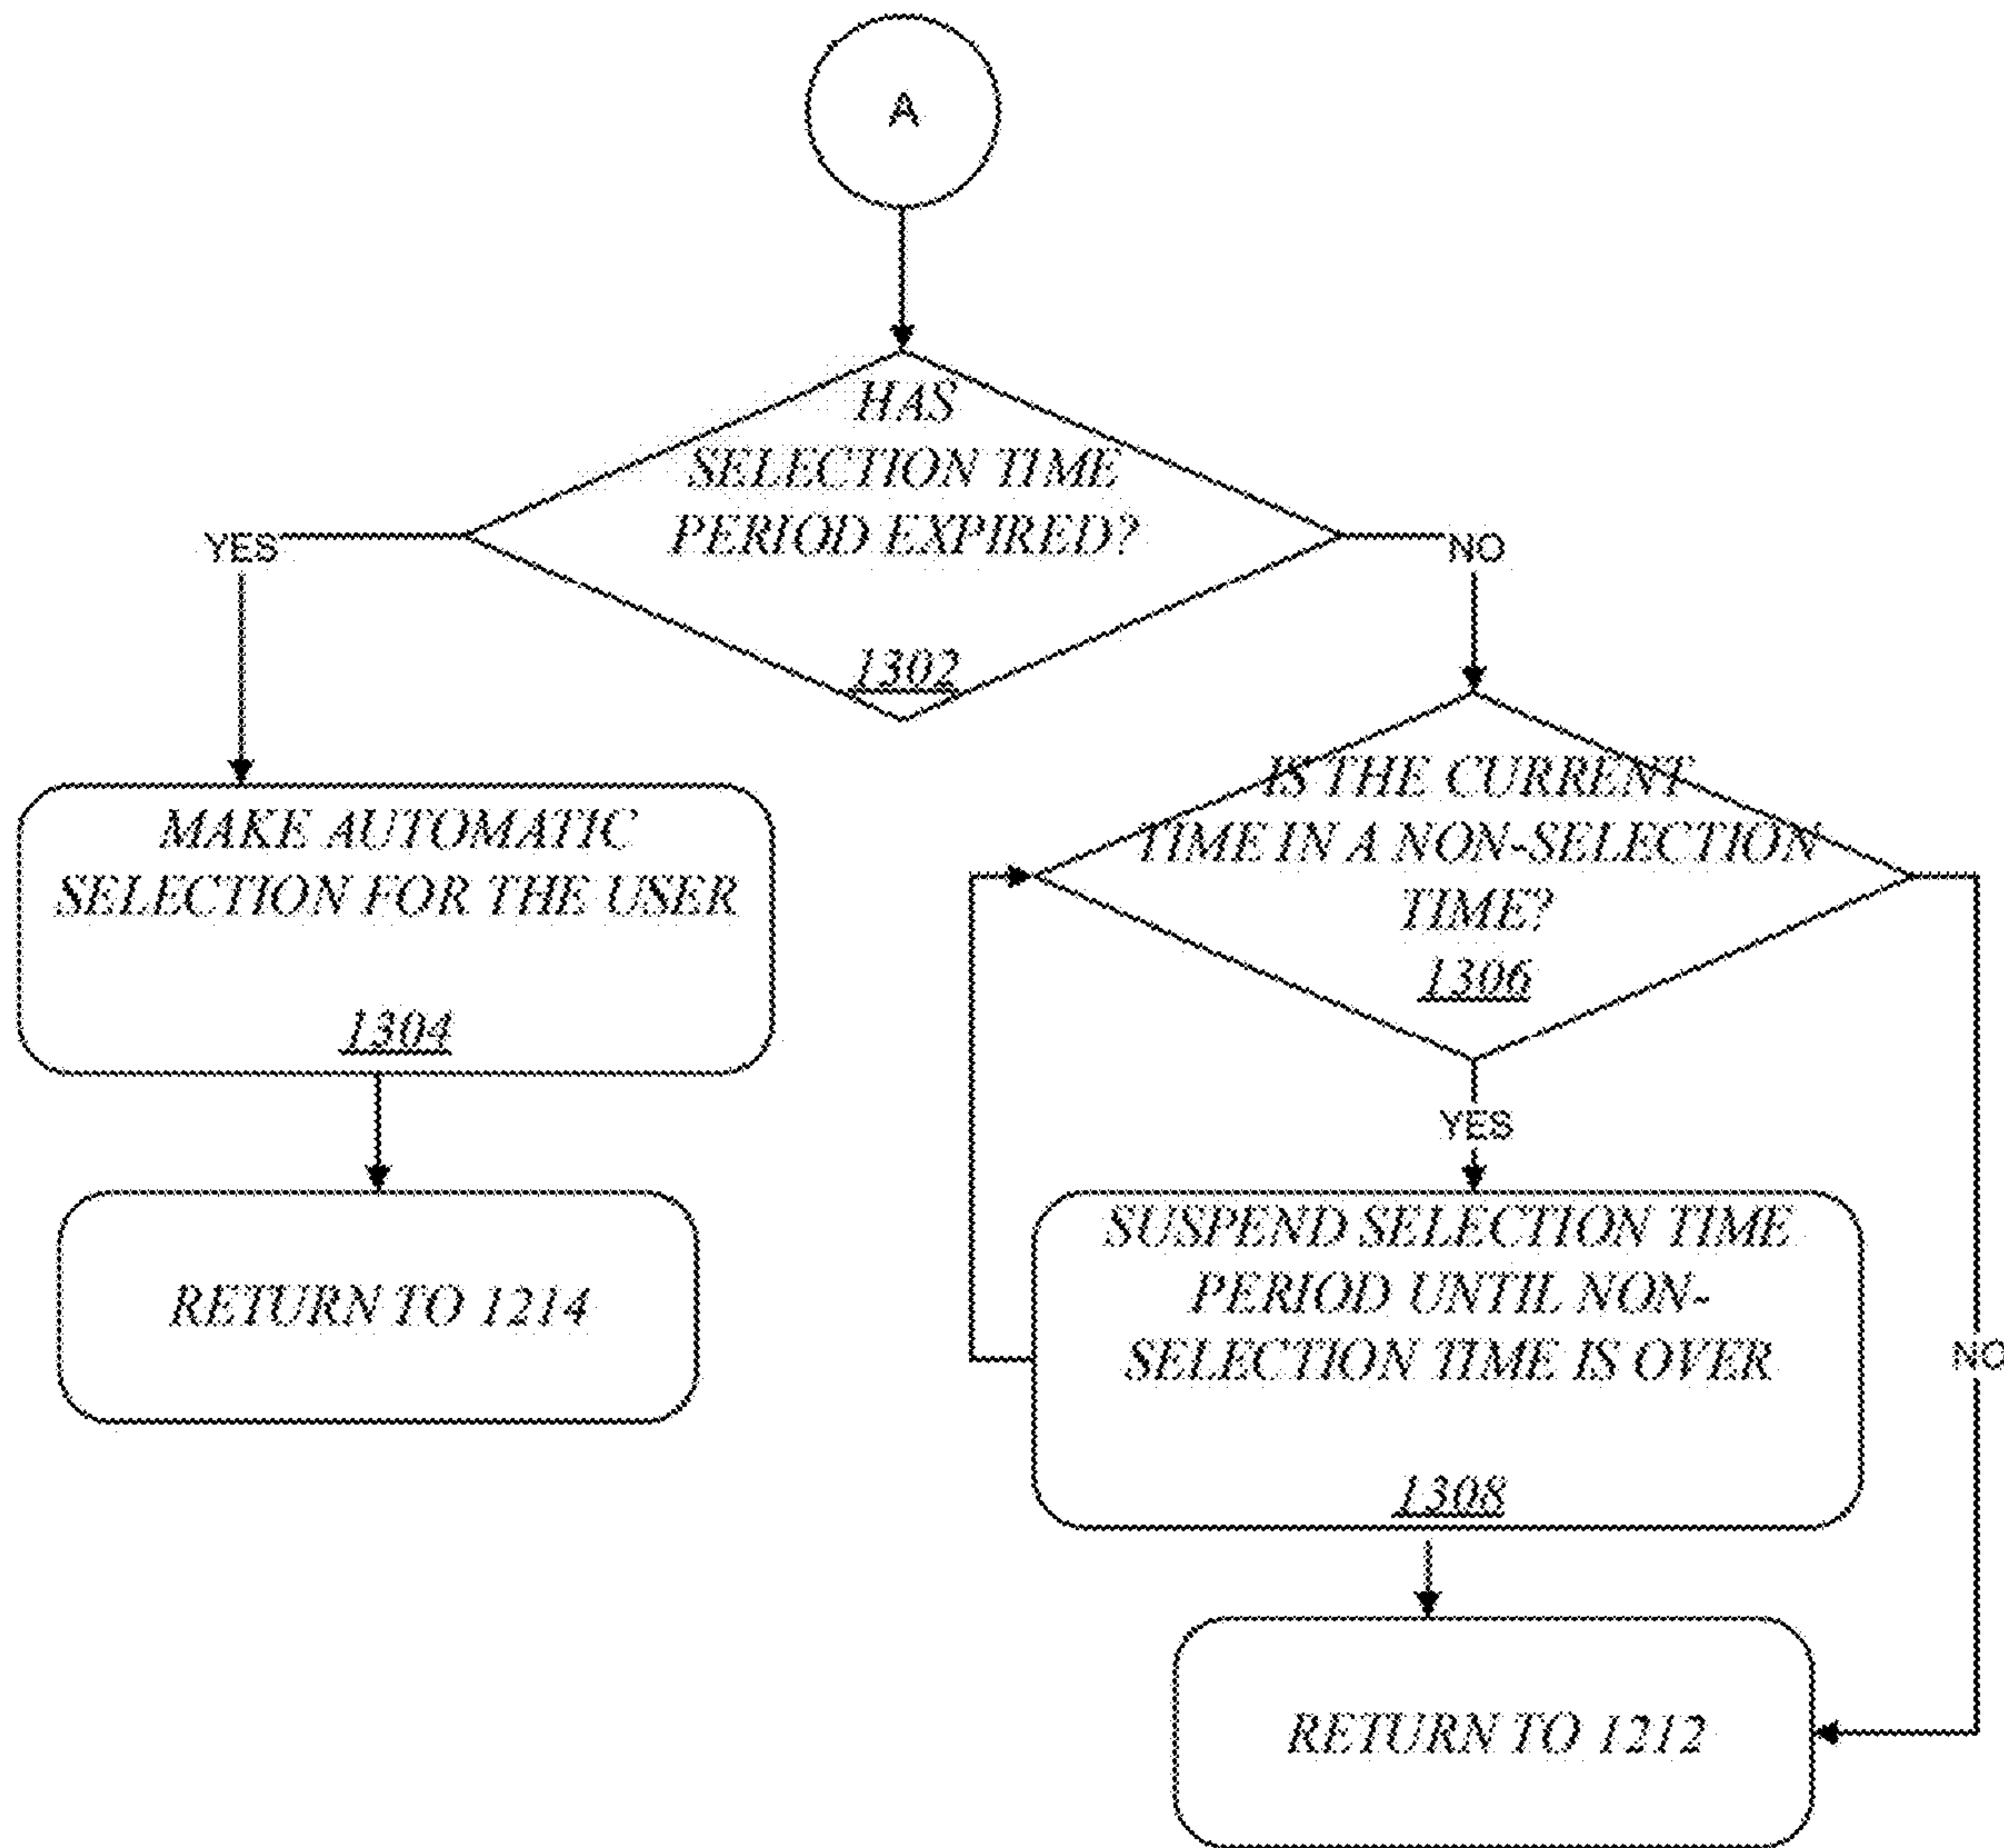 A
HAS
SELECTION TIME
PERIOD EXPIRED?
1302
YES
NO
MAKE AUTOMATIC
SELECTION FOR THE USER
1304
RETURN TO 1214
IS THE CURRENT
TIME IN A NON-SELECTION
TIME?
1306
YES
NO
SUSPEND SELECTION TIME
PERIOD UNTIL NON-
SELECTION TIME IS OVER
1308
RETURN TO 1212